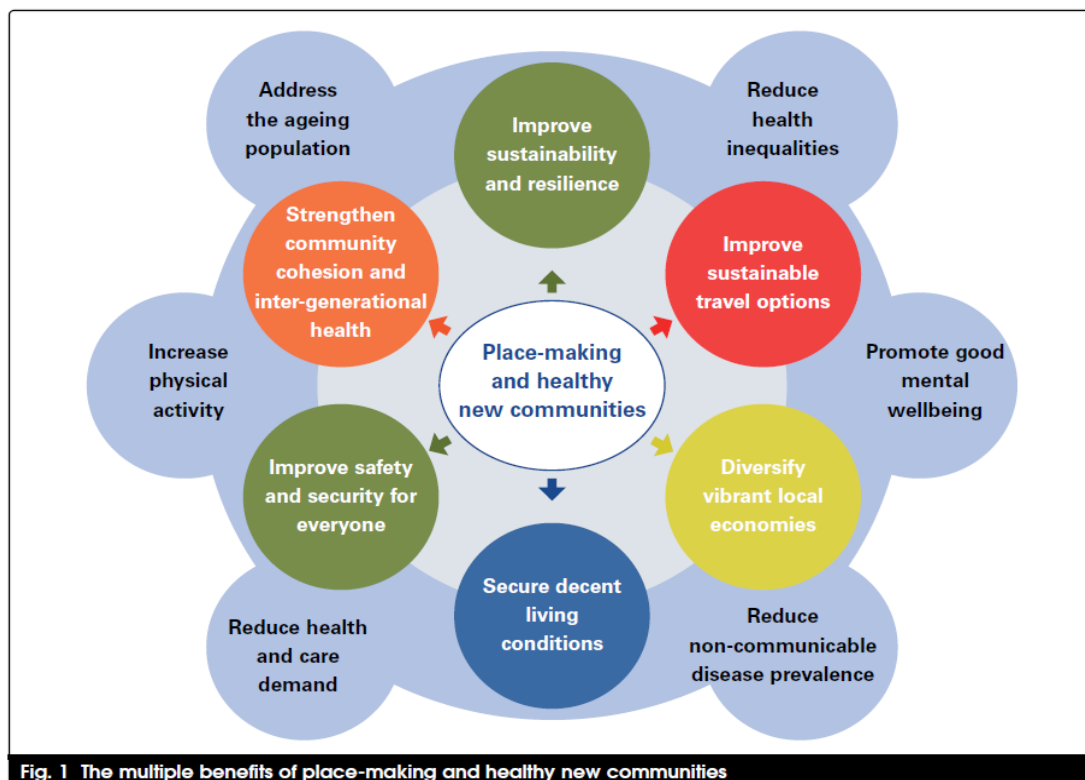 Address
the ageing
population
Reduce
health
inequalities
Improve
sustainability
and resilience
Strengthen
community
cohesion and
inter-generational
health
Improve
sustainable
travel options
Increase
physical
activity
Place-making
and healthy
new communities
Promote good
mental
wellbeing
Improve safety
and security for
everyone
Diversify
vibrant local
economies
Secure decent
living
conditions
Reduce health
and care
demand
Reduce
non-communicable
disease prevalence
Fig. 1 The multiple benefits of place-making and healthy new communities